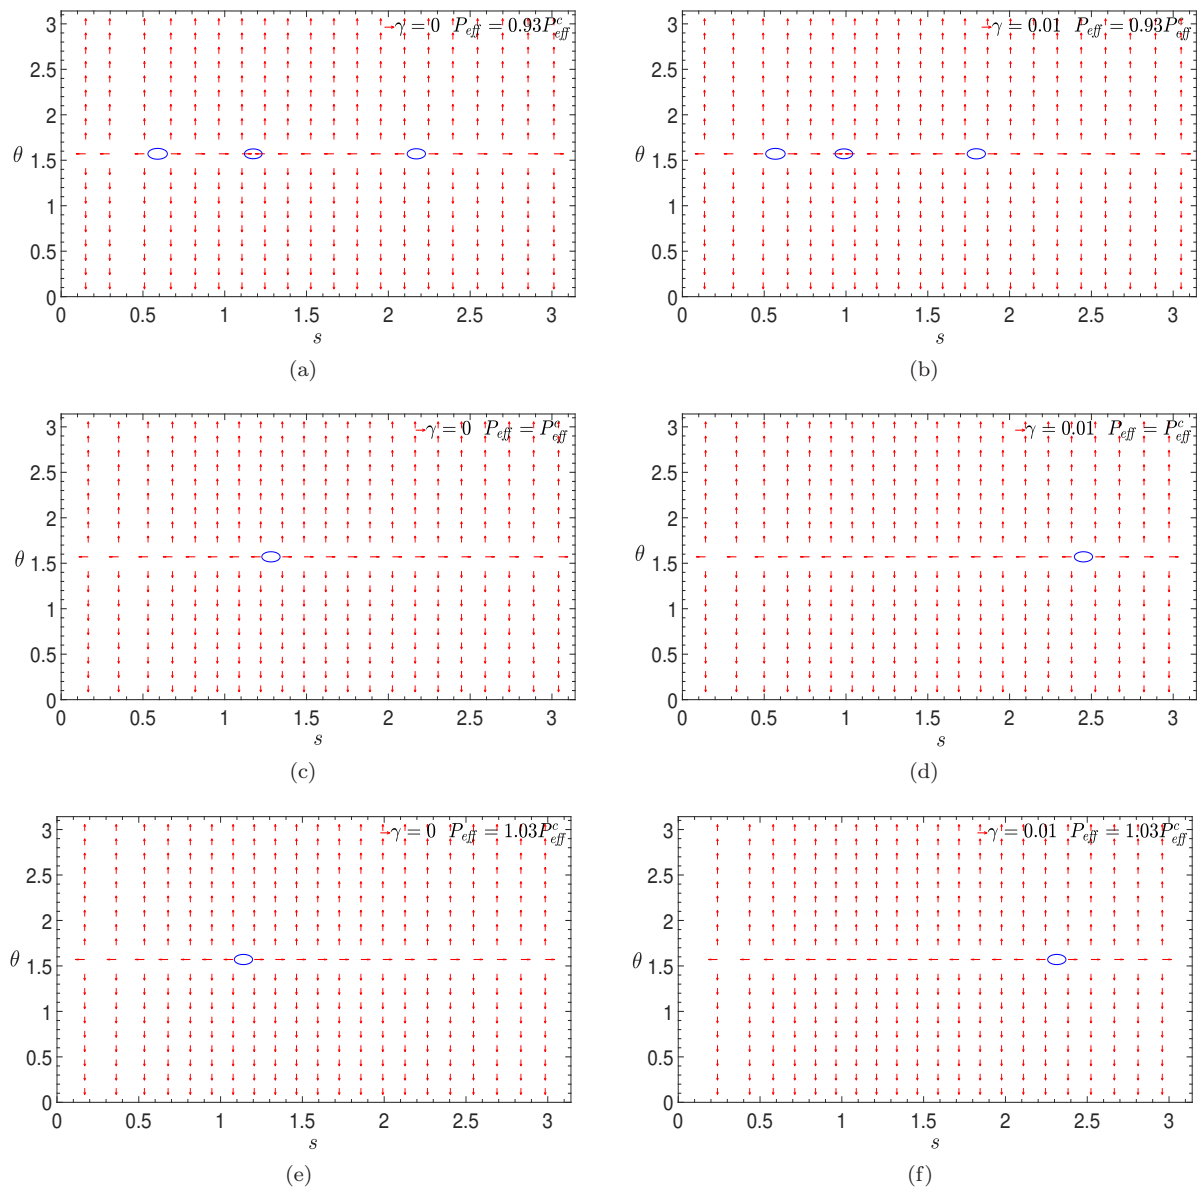 γ = 0 P_eff = 0.93P^c_eff
3
2.5
2
θ 1.5
1
0.5
0
0 0.5 1 1.5 2 2.5 3
s
(a)
γ = 0.01 P_eff = 0.93P^c_eff
3
2.5
2
θ 1.5
1
0.5
0
0 0.5 1 1.5 2 2.5 3
s
(b)
γ = 0 P_eff = P^c_eff
3
2.5
2
θ 1.5
1
0.5
0
0 0.5 1 1.5 2 2.5 3
s
(c)
γ = 0.01 P_eff = P^c_eff
3
2.5
2
θ 1.5
1
0.5
0
0 0.5 1 1.5 2 2.5 3
s
(d)
γ = 0 P_eff = 1.03P^c_eff
3
2.5
2
θ 1.5
1
0.5
0
0 0.5 1 1.5 2 2.5 3
s
(e)
γ = 0.01 P_eff = 1.03P^c_eff
3
2.5
2
θ 1.5
1
0.5
0
0 0.5 1 1.5 2 2.5 3
s
(f)